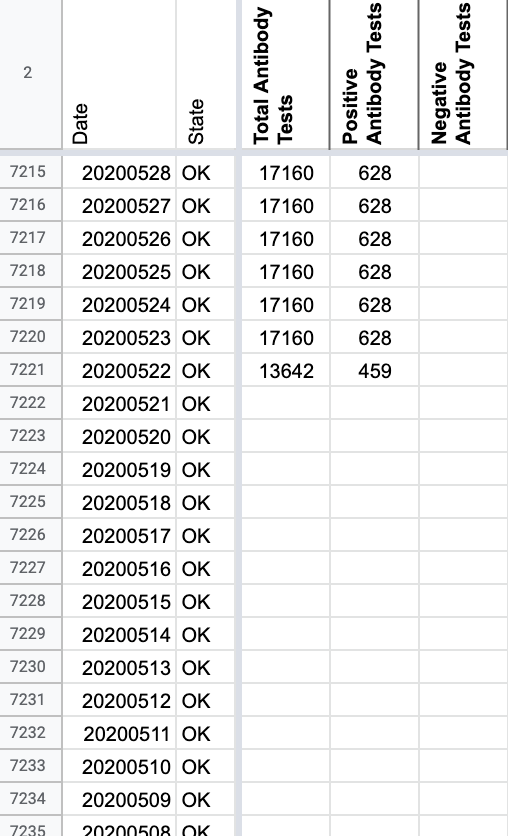 2 Date State Total Antibody Tests Positive Antibody Tests Negative Antibody Tests
7215 20200528 OK 17160 628
7216 20200527 OK 17160 628
7217 20200526 OK 17160 628
7218 20200525 OK 17160 628
7219 20200524 OK 17160 628
7220 20200523 OK 17160 628
7221 20200522 OK 13642 459
7222 20200521 OK
7223 20200520 OK
7224 20200519 OK
7225 20200518 OK
7226 20200517 OK
7227 20200516 OK
7228 20200515 OK
7229 20200514 OK
7230 20200513 OK
7231 20200512 OK
7232 20200511 OK
7233 20200510 OK
7234 20200509 OK
7235 20200508 OK